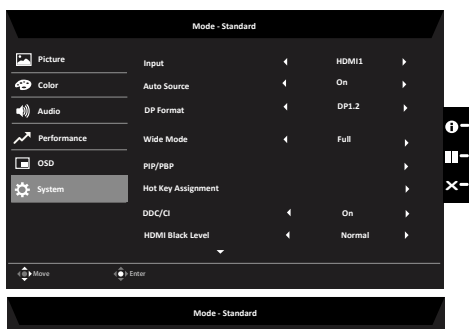 Mode - Standard
Picture
Color
Audio
Performance
OSD
System
Input HDMI1
Auto Source On
DP Format DP1.2
Wide Mode Full
PIP/PBP
Hot Key Assignment
DDC/CI On
HDMI Black Level Normal
Move Enter
Mode - Standard